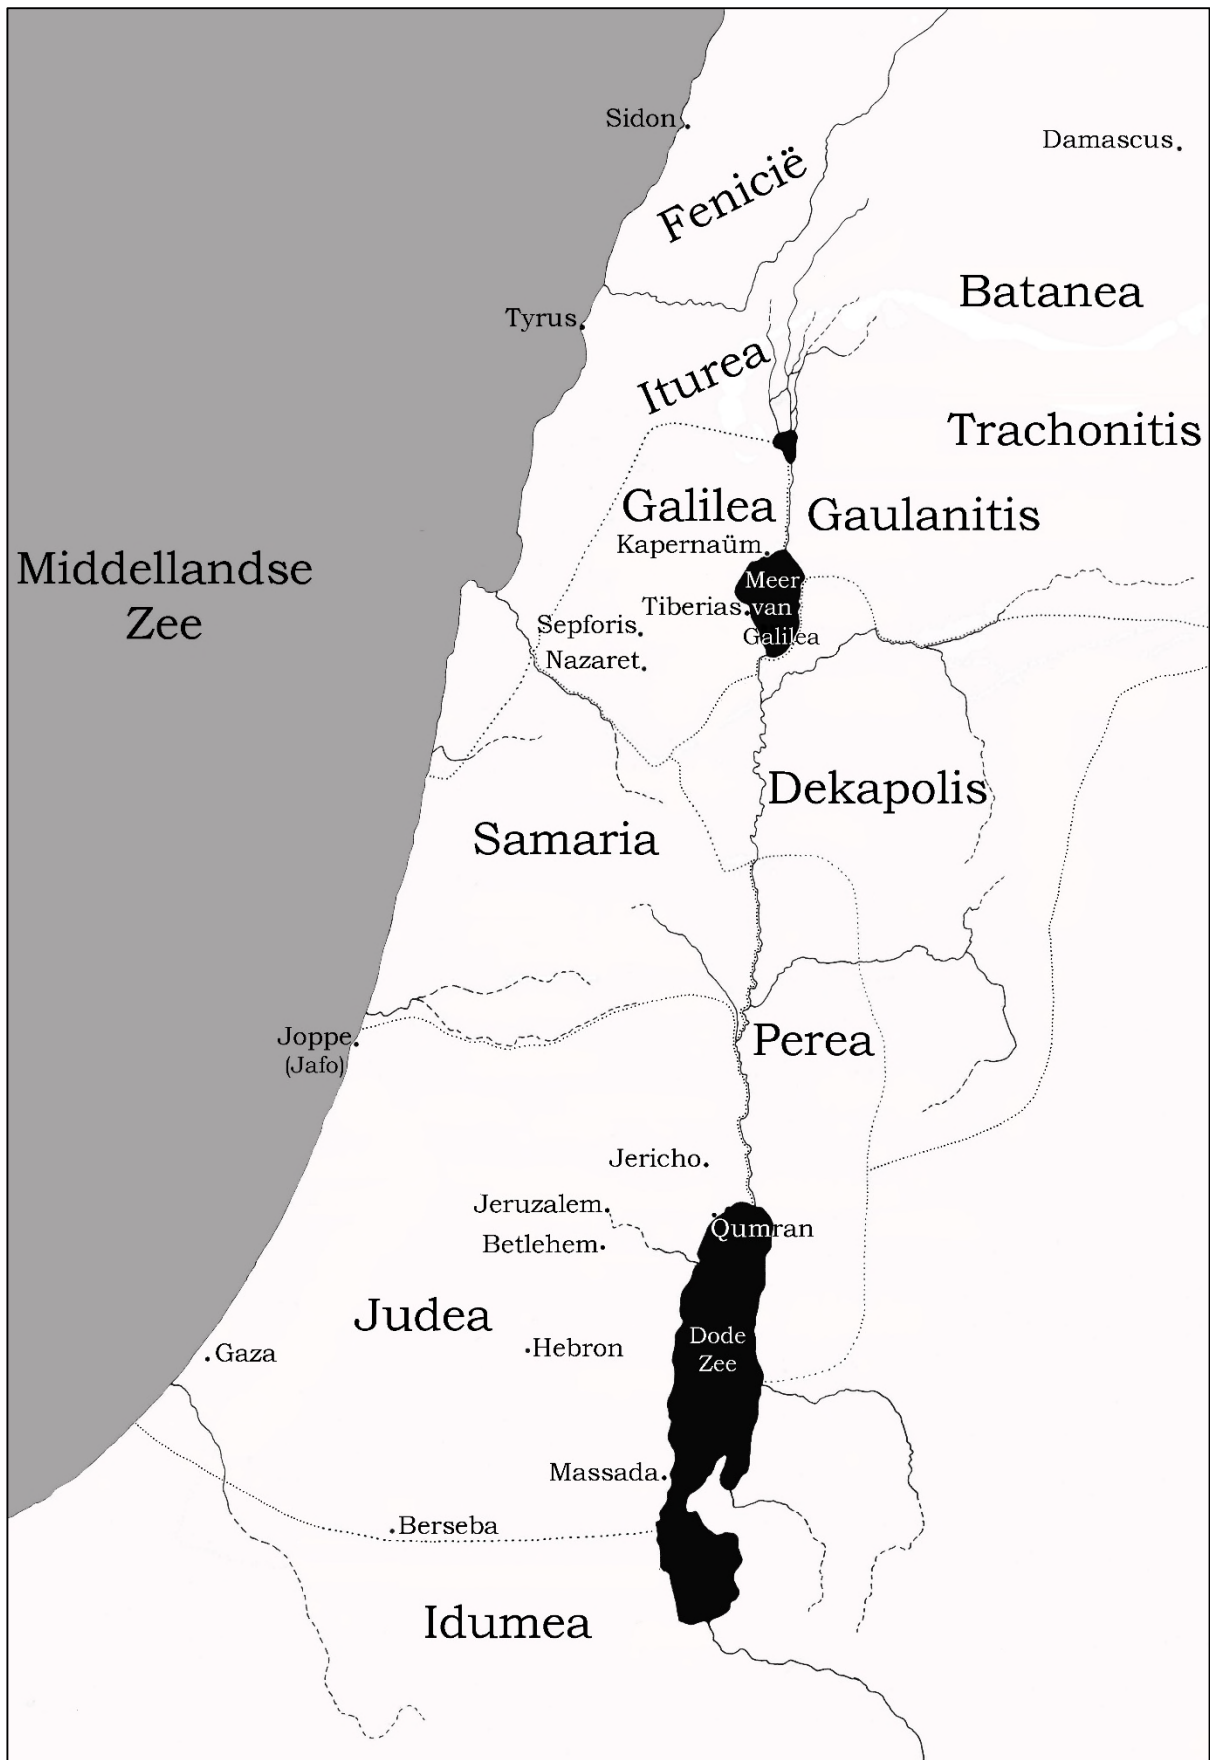 Sidon
Damascus
Fenicië
Batanea
Tyrus
Iturea
Trachonitis
Galilea
Gaulanitis
Kapernaüm
Middellandse
Zee
Meer
van
Galilea
Tiberias
Sepforis
Nazaret
Dekapolis
Samaria
Joppe
(Jafo)
Perea
Jericho
Jeruzalem
Qumran
Betlehem
Judea
Dode
Zee
Hebron
Gaza
Massada
Berseba
Idumea